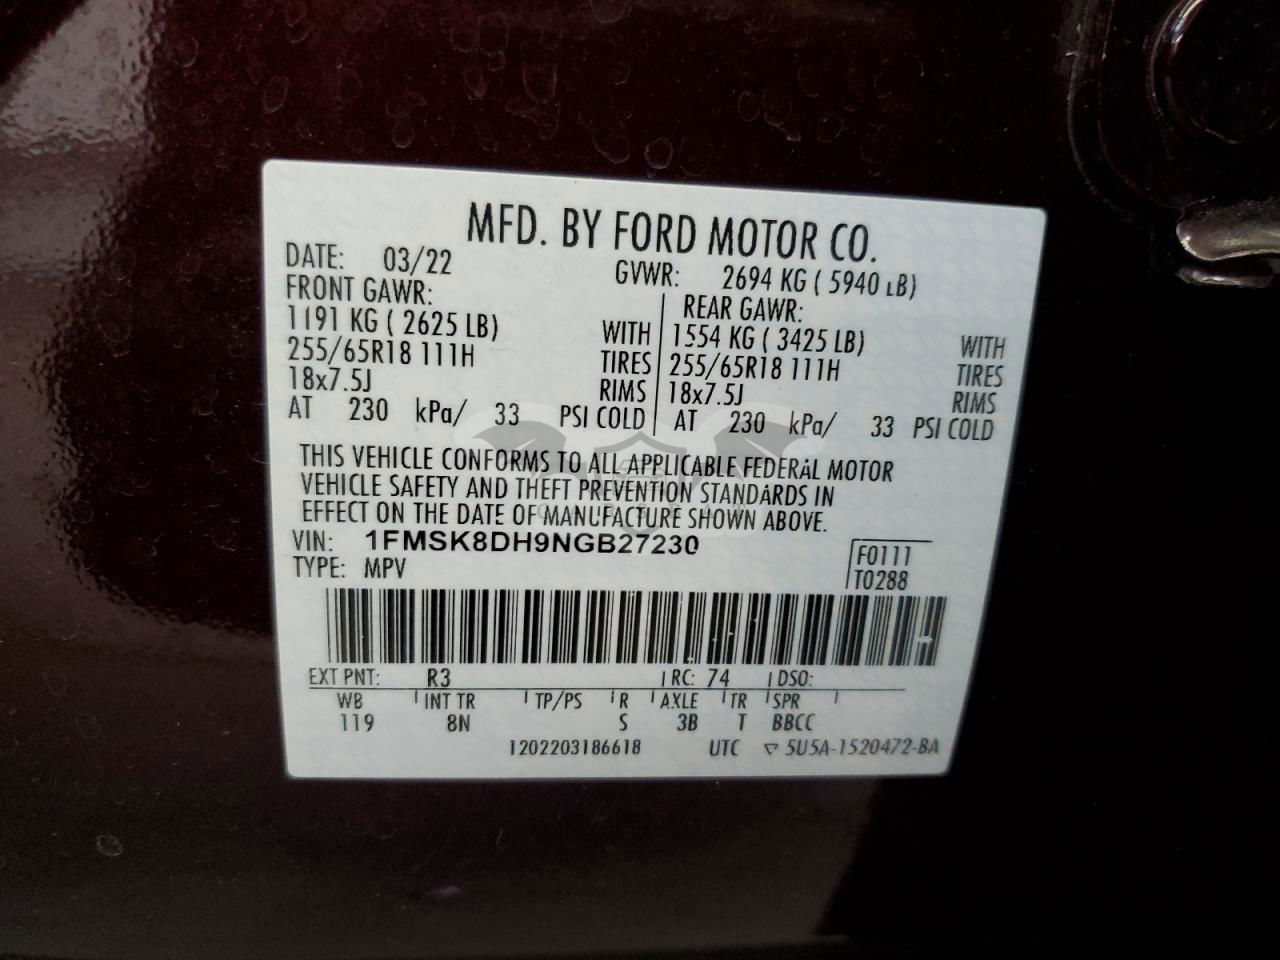 MFD. BY FORD MOTOR CO.
DATE: 03/22 GVWR: 2694 KG ( 5940 LB)
FRONT GAWR: REAR GAWR:
1191 KG ( 2625 LB) WITH 1554 KG ( 3425 LB) WITH
255/65R18 111H TIRES 255/65R18 111H TIRES
18x7.5J RIMS 18x7.5J RIMS
AT 230 kPa/ 33 PSI COLD AT 230 kPa/ 33 PSI COLD
THIS VEHICLE CONFORMS TO ALL APPLICABLE FEDERAL MOTOR
VEHICLE SAFETY AND THEFT PREVENTION STANDARDS IN
EFFECT ON THE DATE OF MANUFACTURE SHOWN ABOVE.
VIN: 1FMSK8DH9NGB27230
TYPE: MPV
F0111
T0288
EXT PNT: R3 RC: 74 DSO:
WB INT TR TP/PS R AXLE TR SPR
119 8N S 3B T BBCC
1202203186618 UTC ▽ 5U5A-1520472-BA